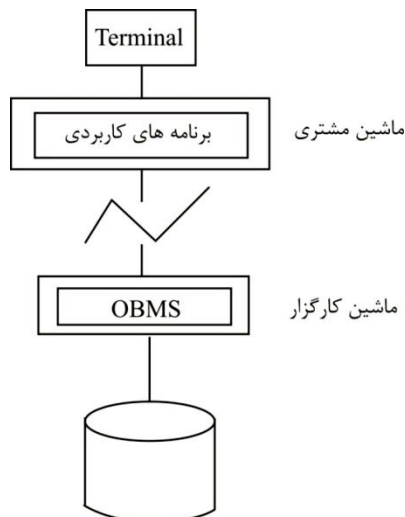 Terminal
برنامه های کاربردی
ماشین مشتری
OBMS
ماشین کارگزار